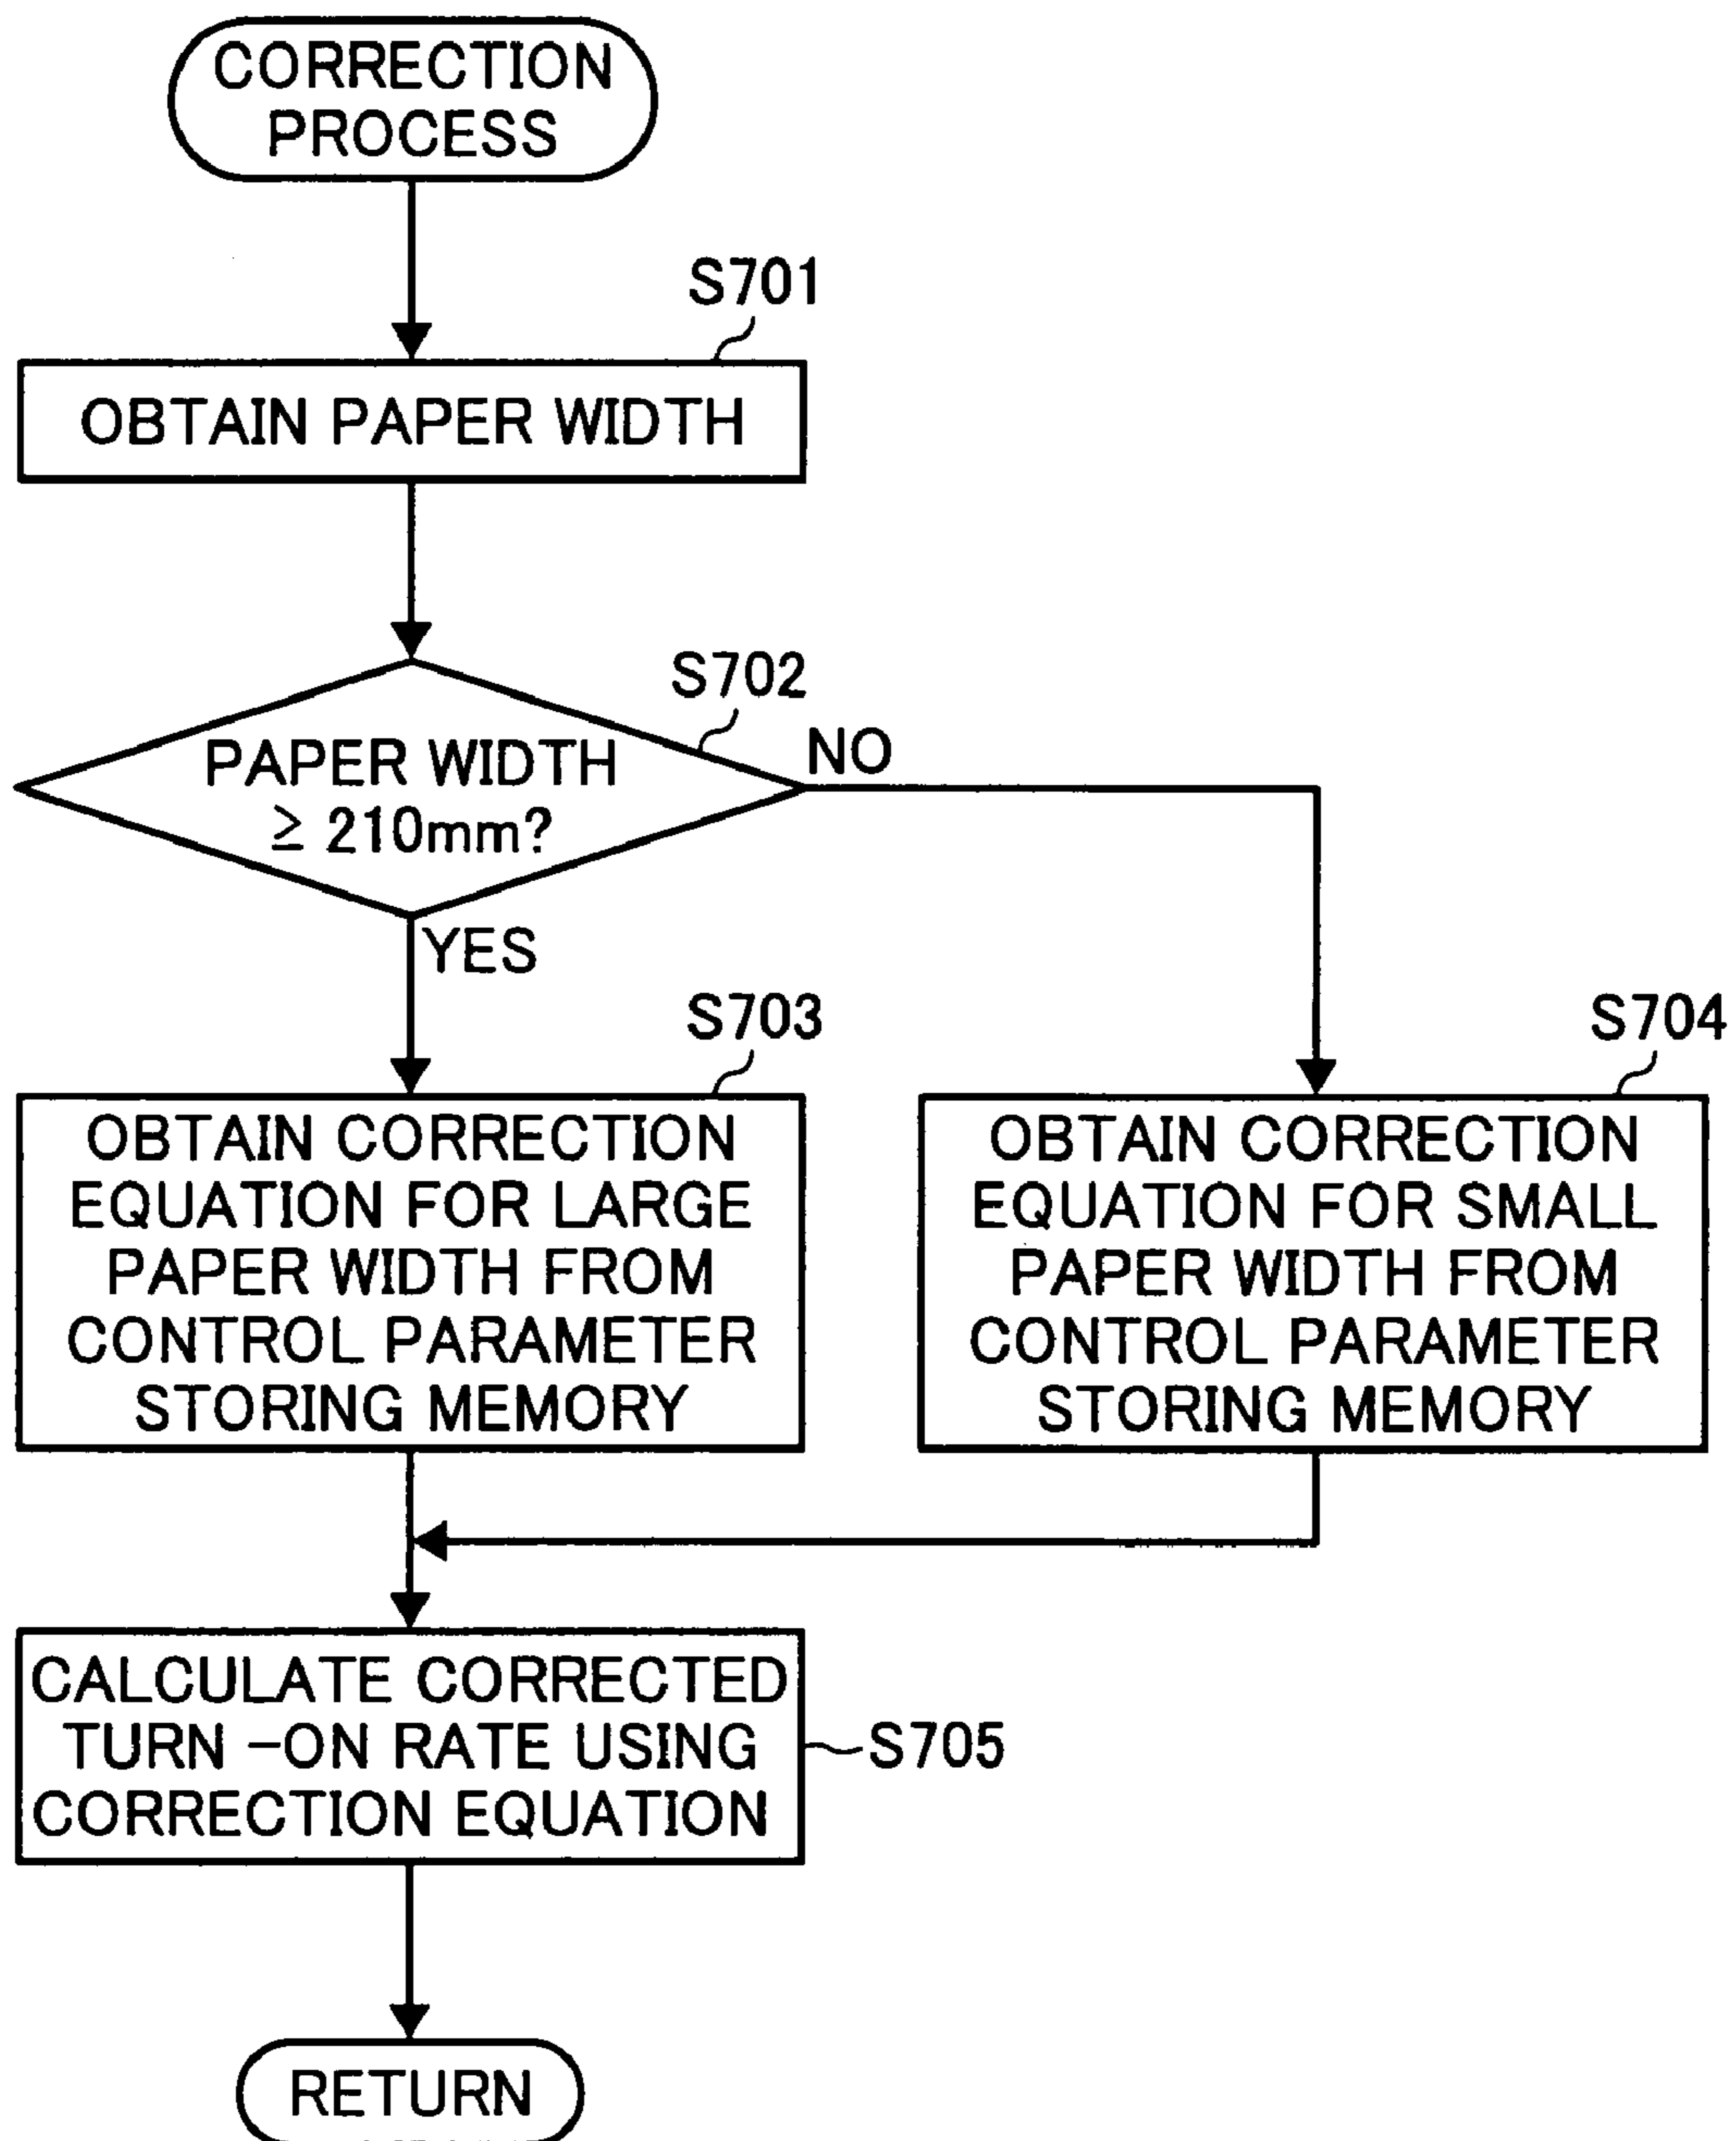 CORRECTION
PROCESS
S701
OBTAIN PAPER WIDTH
S702
PAPER WIDTH
≥ 210mm?
NO
YES
S703
OBTAIN CORRECTION
EQUATION FOR LARGE
PAPER WIDTH FROM
CONTROL PARAMETER
STORING MEMORY
S704
OBTAIN CORRECTION
EQUATION FOR SMALL
PAPER WIDTH FROM
CONTROL PARAMETER
STORING MEMORY
CALCULATE CORRECTED
TURN -ON RATE USING
CORRECTION EQUATION
S705
RETURN